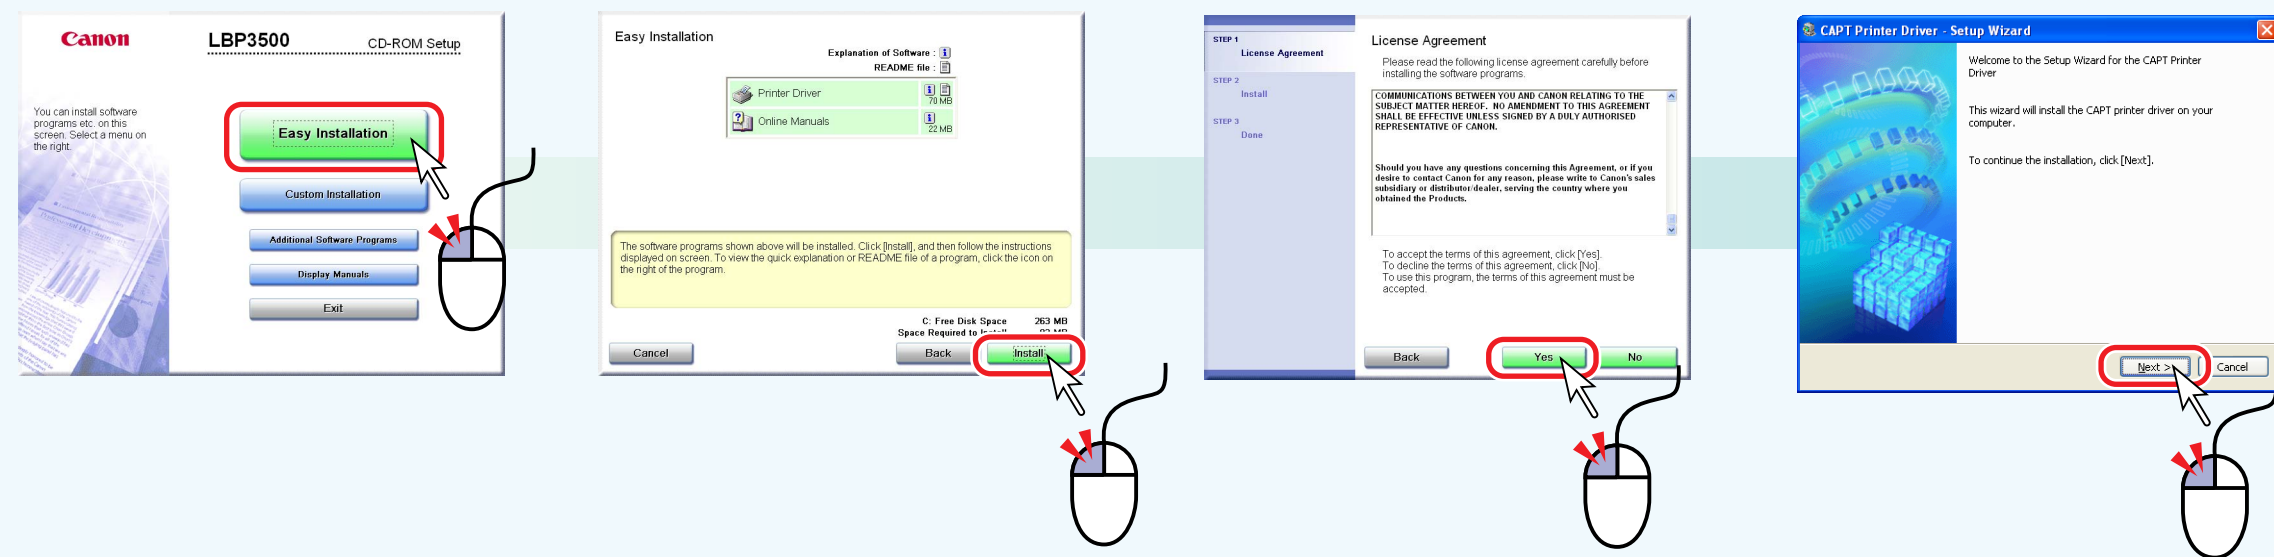 Canon
LBP3500
CD-ROM Setup
You can install software
programs etc. on this
screen. Select a menu on
the right.
Easy Installation
Custom Installation
Additional Software Programs
Display Manuals
Exit
Easy Installation
Explanation of Software :
README file :
Printer Driver
70 MB
Online Manuals
22 MB
The software programs shown above will be installed. Click [Install], and then follow the instructions
displayed on screen. To view the quick explanation or README file of a program, click the icon on
the right of the program.
C: Free Disk Space 263 MB
Space Required to
Cancel
Back
Install
STEP 1
License Agreement
STEP 2
Install
STEP 3
Done
License Agreement
Please read the following license agreement carefully before
installing the software programs.
COMMUNICATIONS BETWEEN YOU AND CANON RELATING TO THE
SUBJECT MATTER HEREOF. NO AMENDMENT TO THIS AGREEMENT
SHALL BE EFFECTIVE UNLESS SIGNED BY A DULY AUTHORISED
REPRESENTATIVE OF CANON.
Should you have any questions concerning this Agreement, or if you
desire to contact Canon for any reason, please write to Canon's sales
subsidiary or distributor/dealer, serving the country where you
obtained the Products.
To accept the terms of this agreement, click [Yes].
To decline the terms of this agreement, click [No].
To use this program, the terms of this agreement must be
accepted.
Back
Yes
No
CAPT Printer Driver - Setup Wizard
Welcome to the Setup Wizard for the CAPT Printer
Driver
This wizard will install the CAPT printer driver on your
computer.
To continue the installation, click [Next].
Next >
Cancel